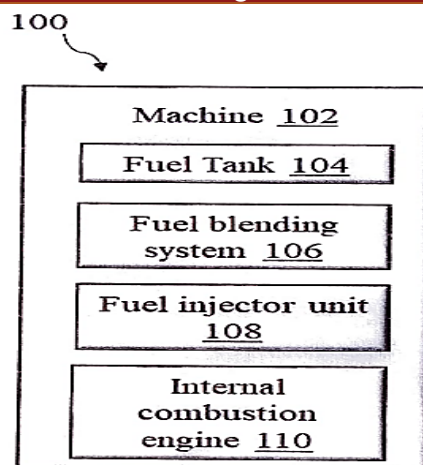 100
Machine 102
Fuel Tank 104
Fuel blending
system 106
Fuel injector unit
108
Internal
combustion
engine 110